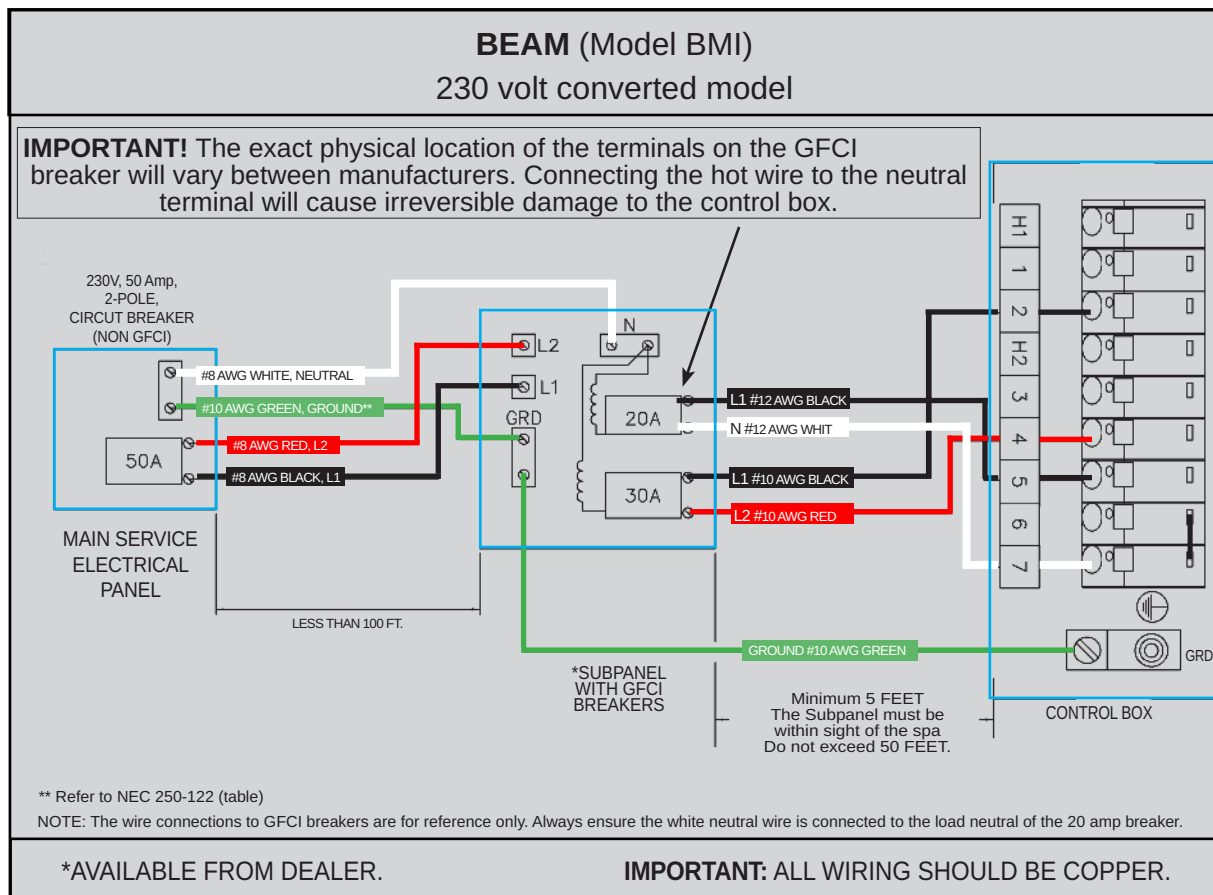 BEAM (Model BMI)
230 volt converted model
IMPORTANT! The exact physical location of the terminals on the GFCI
breaker will vary between manufacturers. Connecting the hot wire to the neutral
terminal will cause irreversible damage to the control box.
230V, 50 Amp,
2-POLE,
CIRCUT BREAKER
(NON GFCI)
#8 AWG WHITE, NEUTRAL
#10 AWG GREEN, GROUND**
#8 AWG RED, L2
#8 AWG BLACK, L1
50A
MAIN SERVICE
ELECTRICAL
PANEL
LESS THAN 100 FT.
N
L2
L1
GRD
20A
30A
*SUBPANEL
WITH GFCI
BREAKERS
L1 #12 AWG BLACK
N #12 AWG WHIT
L1 #10 AWG BLACK
L2 #10 AWG RED
GROUND #10 AWG GREEN
Minimum 5 FEET
The Subpanel must be
within sight of the spa
Do not exceed 50 FEET.
H1
1
2
H2
3
4
5
6
7
GRD
CONTROL BOX
** Refer to NEC 250-122 (table)
NOTE: The wire connections to GFCI breakers are for reference only. Always ensure the white neutral wire is connected to the load neutral of the 20 amp breaker.
*AVAILABLE FROM DEALER.
IMPORTANT: ALL WIRING SHOULD BE COPPER.